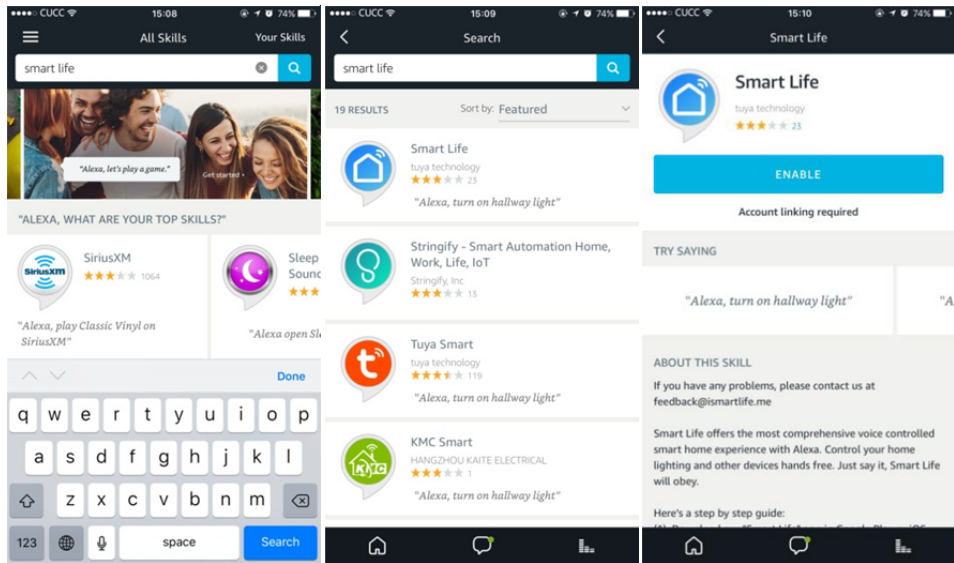 CUCC 15:08 74%
All Skills Your Skills
smart life
"Alexa, let's play a game."
Get started ›
"ALEXA, WHAT ARE YOUR TOP SKILLS?"
SiriusXM
SiriusXM
1064
"Alexa, play Classic Vinyl on
SiriusXM"
Sleep
Sounc
"Alexa open Sl
Done
q w e r t y u i o p
a s d f g h j k l
z x c v b n m
123 space Search
CUCC 15:09 74%
Search
smart life
19 RESULTS Sort by: Featured
Smart Life
tuya technology
23
"Alexa, turn on hallway light"
Stringify - Smart Automation Home,
Work, Life, IoT
Stringify, Inc
13
Tuya Smart
tuya technology
119
"Alexa, turn on hallway light"
KMC
KMC Smart
HANGZHOU KAITE ELECTRICAL
1
"Alexa, turn on hallway light"
CUCC 15:10 74%
Smart Life
Smart Life
tuya technology
23
ENABLE
Account linking required
TRY SAYING
"Alexa, turn on hallway light"
"A
ABOUT THIS SKILL
If you have any problems, please contact us at
feedback@ismartlife.me
Smart Life offers the most comprehensive voice controlled
smart home experience with Alexa. Control your home
lighting and other devices hands free. Just say it, Smart Life
will obey.
Here's a step by step guide: